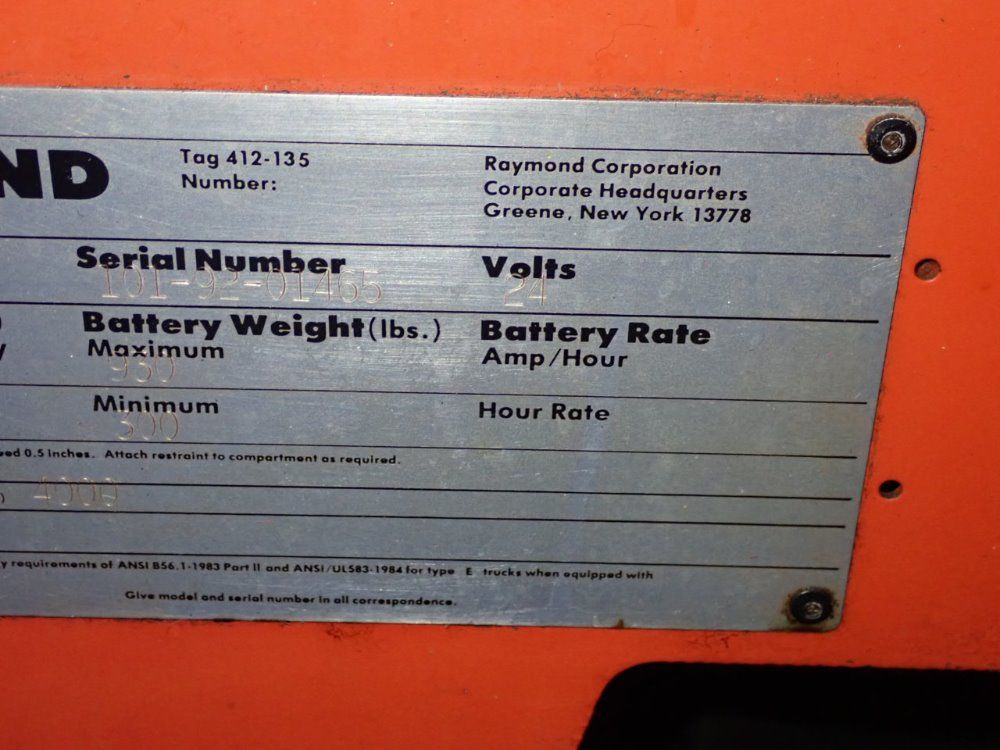 ND
Tag 412-135
Number:
Raymond Corporation
Corporate Headquarters
Greene, New York 13778
Serial Number
101-92-01465
Volts
24
Battery Weight (lbs.)
Maximum
930
Battery Rate
Amp/Hour
Minimum
300
Hour Rate
ed 0.5 inches. Attach restraint to compartment as required.
4000
y requirements of ANSI B56.1-1983 Part II and ANSI/UL583-1984 for type E trucks when equipped with
Give model and serial number in all correspondence.